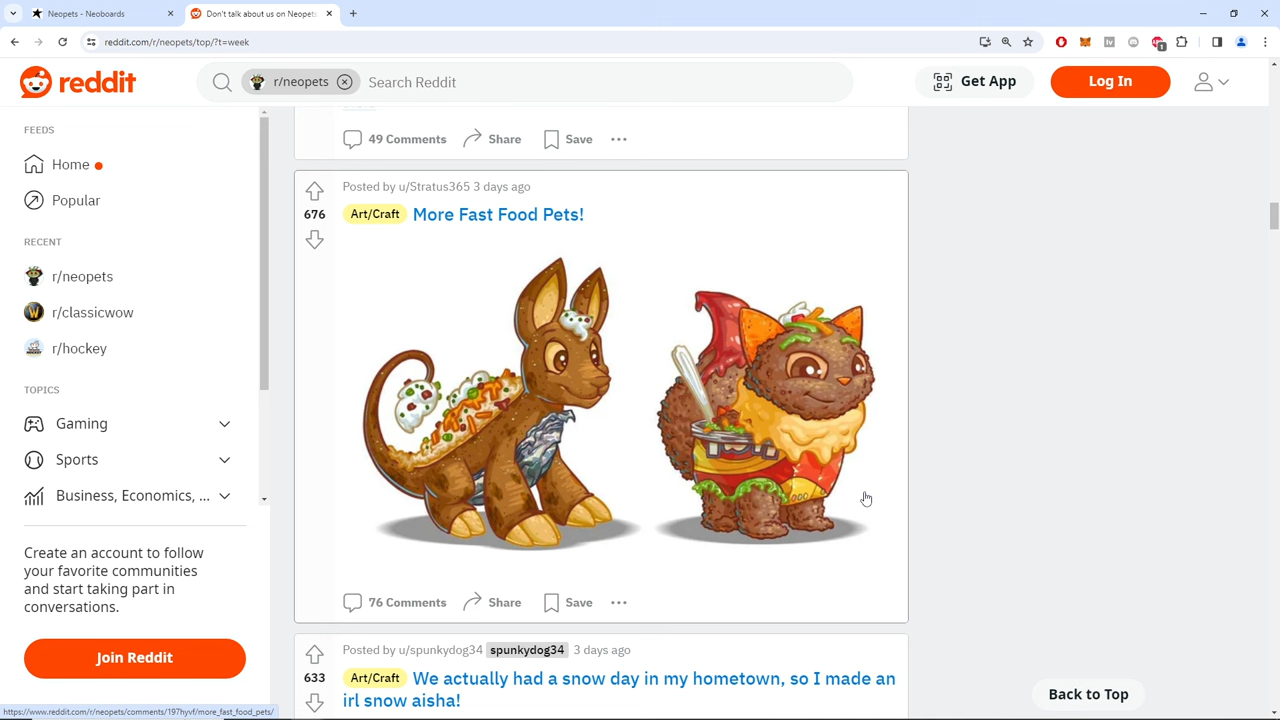 Neopets - Neoboards
Don't talk about us on Neopets
reddit.com/r/neopets/top/?t=week
reddit
r/neopets
Search Reddit
Get App
Log In
FEEDS
Home
Popular
RECENT
r/neopets
r/classicwow
r/hockey
TOPICS
Gaming
Sports
Business, Economics, ...
Create an account to follow
your favorite communities
and start taking part in
conversations.
Join Reddit
49 Comments
Share
Save
Posted by u/Stratus365 3 days ago
676
Art/Craft More Fast Food Pets!
76 Comments
Share
Save
Posted by u/spunkydog34 spunkydog34 3 days ago
633
Art/Craft We actually had a snow day in my hometown, so I made an
irl snow aisha!
Back to Top
https://www.reddit.com/r/neopets/comments/197hyvf/more_fast_food_pets/